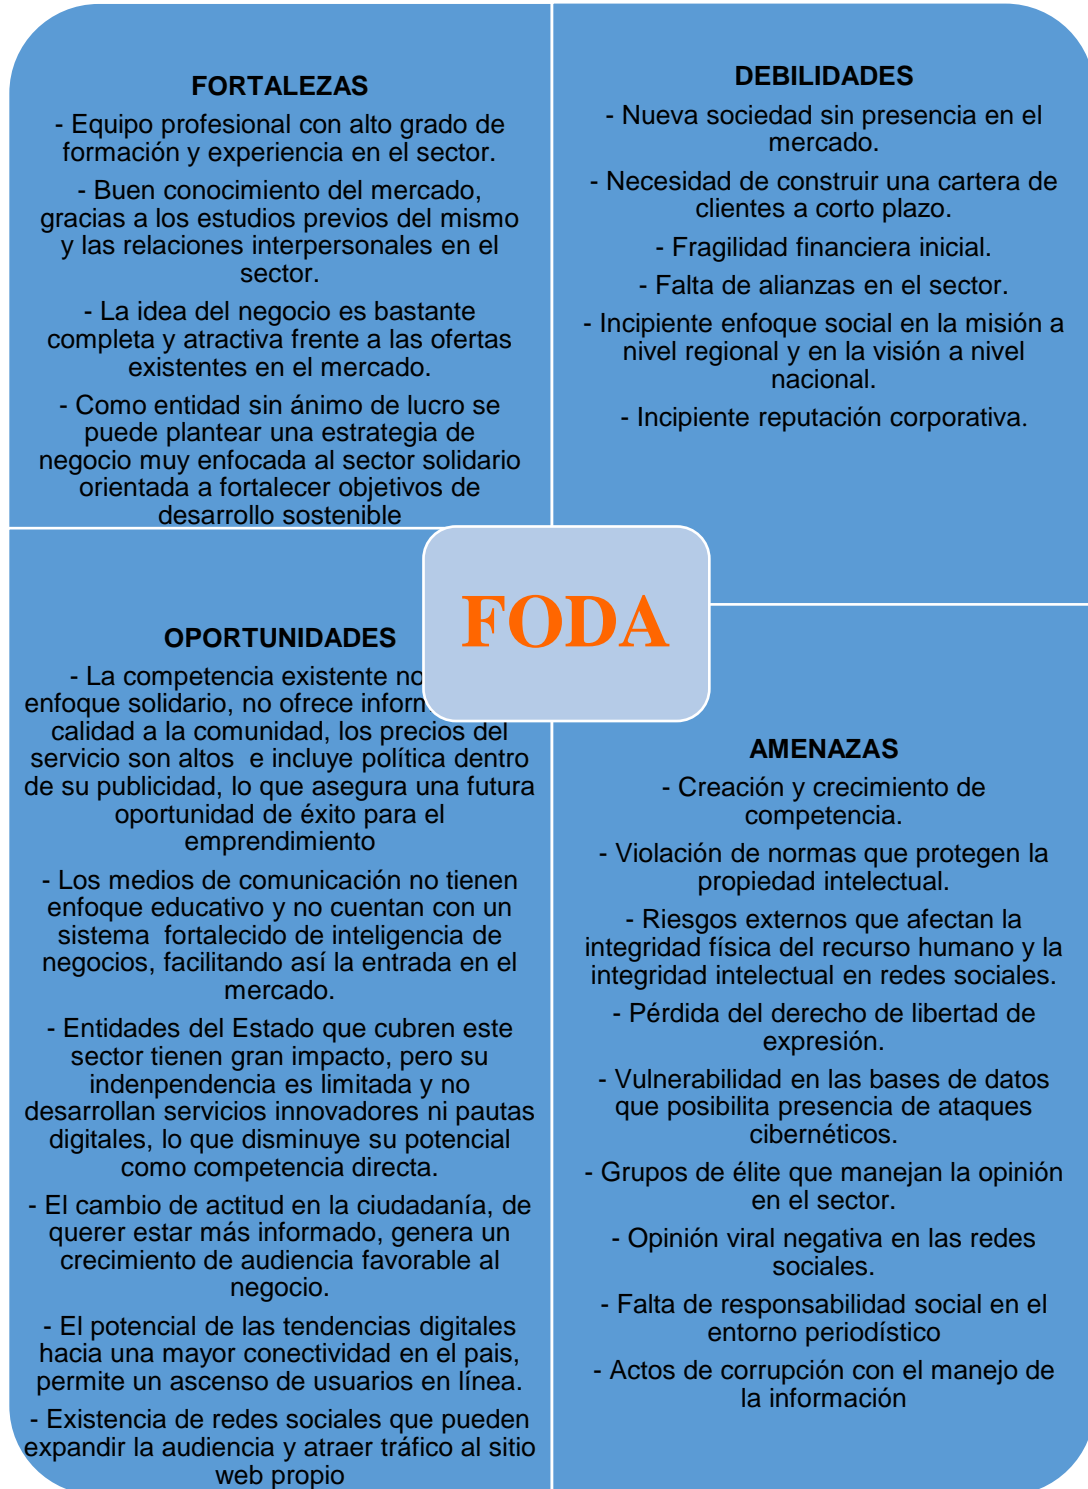 FORTALEZAS
- Equipo profesional con alto grado de
formación y experiencia en el sector.
- Buen conocimiento del mercado,
gracias a los estudios previos del mismo
y las relaciones interpersonales en el
sector.
- La idea del negocio es bastante
completa y atractiva frente a las ofertas
existentes en el mercado.
- Como entidad sin ánimo de lucro se
puede plantear una estrategia de
negocio muy enfocada al sector solidario
orientada a fortalecer objetivos de
desarrollo sostenible
DEBILIDADES
- Nueva sociedad sin presencia en el
mercado.
- Necesidad de construir una cartera de
clientes a corto plazo.
- Fragilidad financiera inicial.
- Falta de alianzas en el sector.
- Incipiente enfoque social en la misión a
nivel regional y en la visión a nivel
nacional.
- Incipiente reputación corporativa.
FODA
OPORTUNIDADES
- La competencia existente no
enfoque solidario, no ofrece
calidad a la comunidad, los precios del
servicio son altos  e incluye política dentro
de su publicidad, lo que asegura una futura
oportunidad de éxito para el
emprendimiento
- Los medios de comunicación no tienen
enfoque educativo y no cuentan con un
sistema  fortalecido de inteligencia de
negocios, facilitando así la entrada en el
mercado.
- Entidades del Estado que cubren este
sector tienen gran impacto, pero su
indenpendencia es limitada y no
desarrollan servicios innovadores ni pautas
digitales, lo que disminuye su potencial
como competencia directa.
- El cambio de actitud en la ciudadanía, de
querer estar más informado, genera un
crecimiento de audiencia favorable al
negocio.
- El potencial de las tendencias digitales
hacia una mayor conectividad en el pais,
permite un ascenso de usuarios en línea.
- Existencia de redes sociales que pueden
expandir la audiencia y atraer tráfico al sitio
web propio
AMENAZAS
- Creación y crecimiento de
competencia.
- Violación de normas que protegen la
propiedad intelectual.
- Riesgos externos que afectan la
integridad física del recurso humano y la
integridad intelectual en redes sociales.
- Pérdida del derecho de libertad de
expresión.
- Vulnerabilidad en las bases de datos
que posibilita presencia de ataques
cibernéticos.
- Grupos de élite que manejan la opinión
en el sector.
- Opinión viral negativa en las redes
sociales.
- Falta de responsabilidad social en el
entorno periodístico
- Actos de corrupción con el manejo de
la información